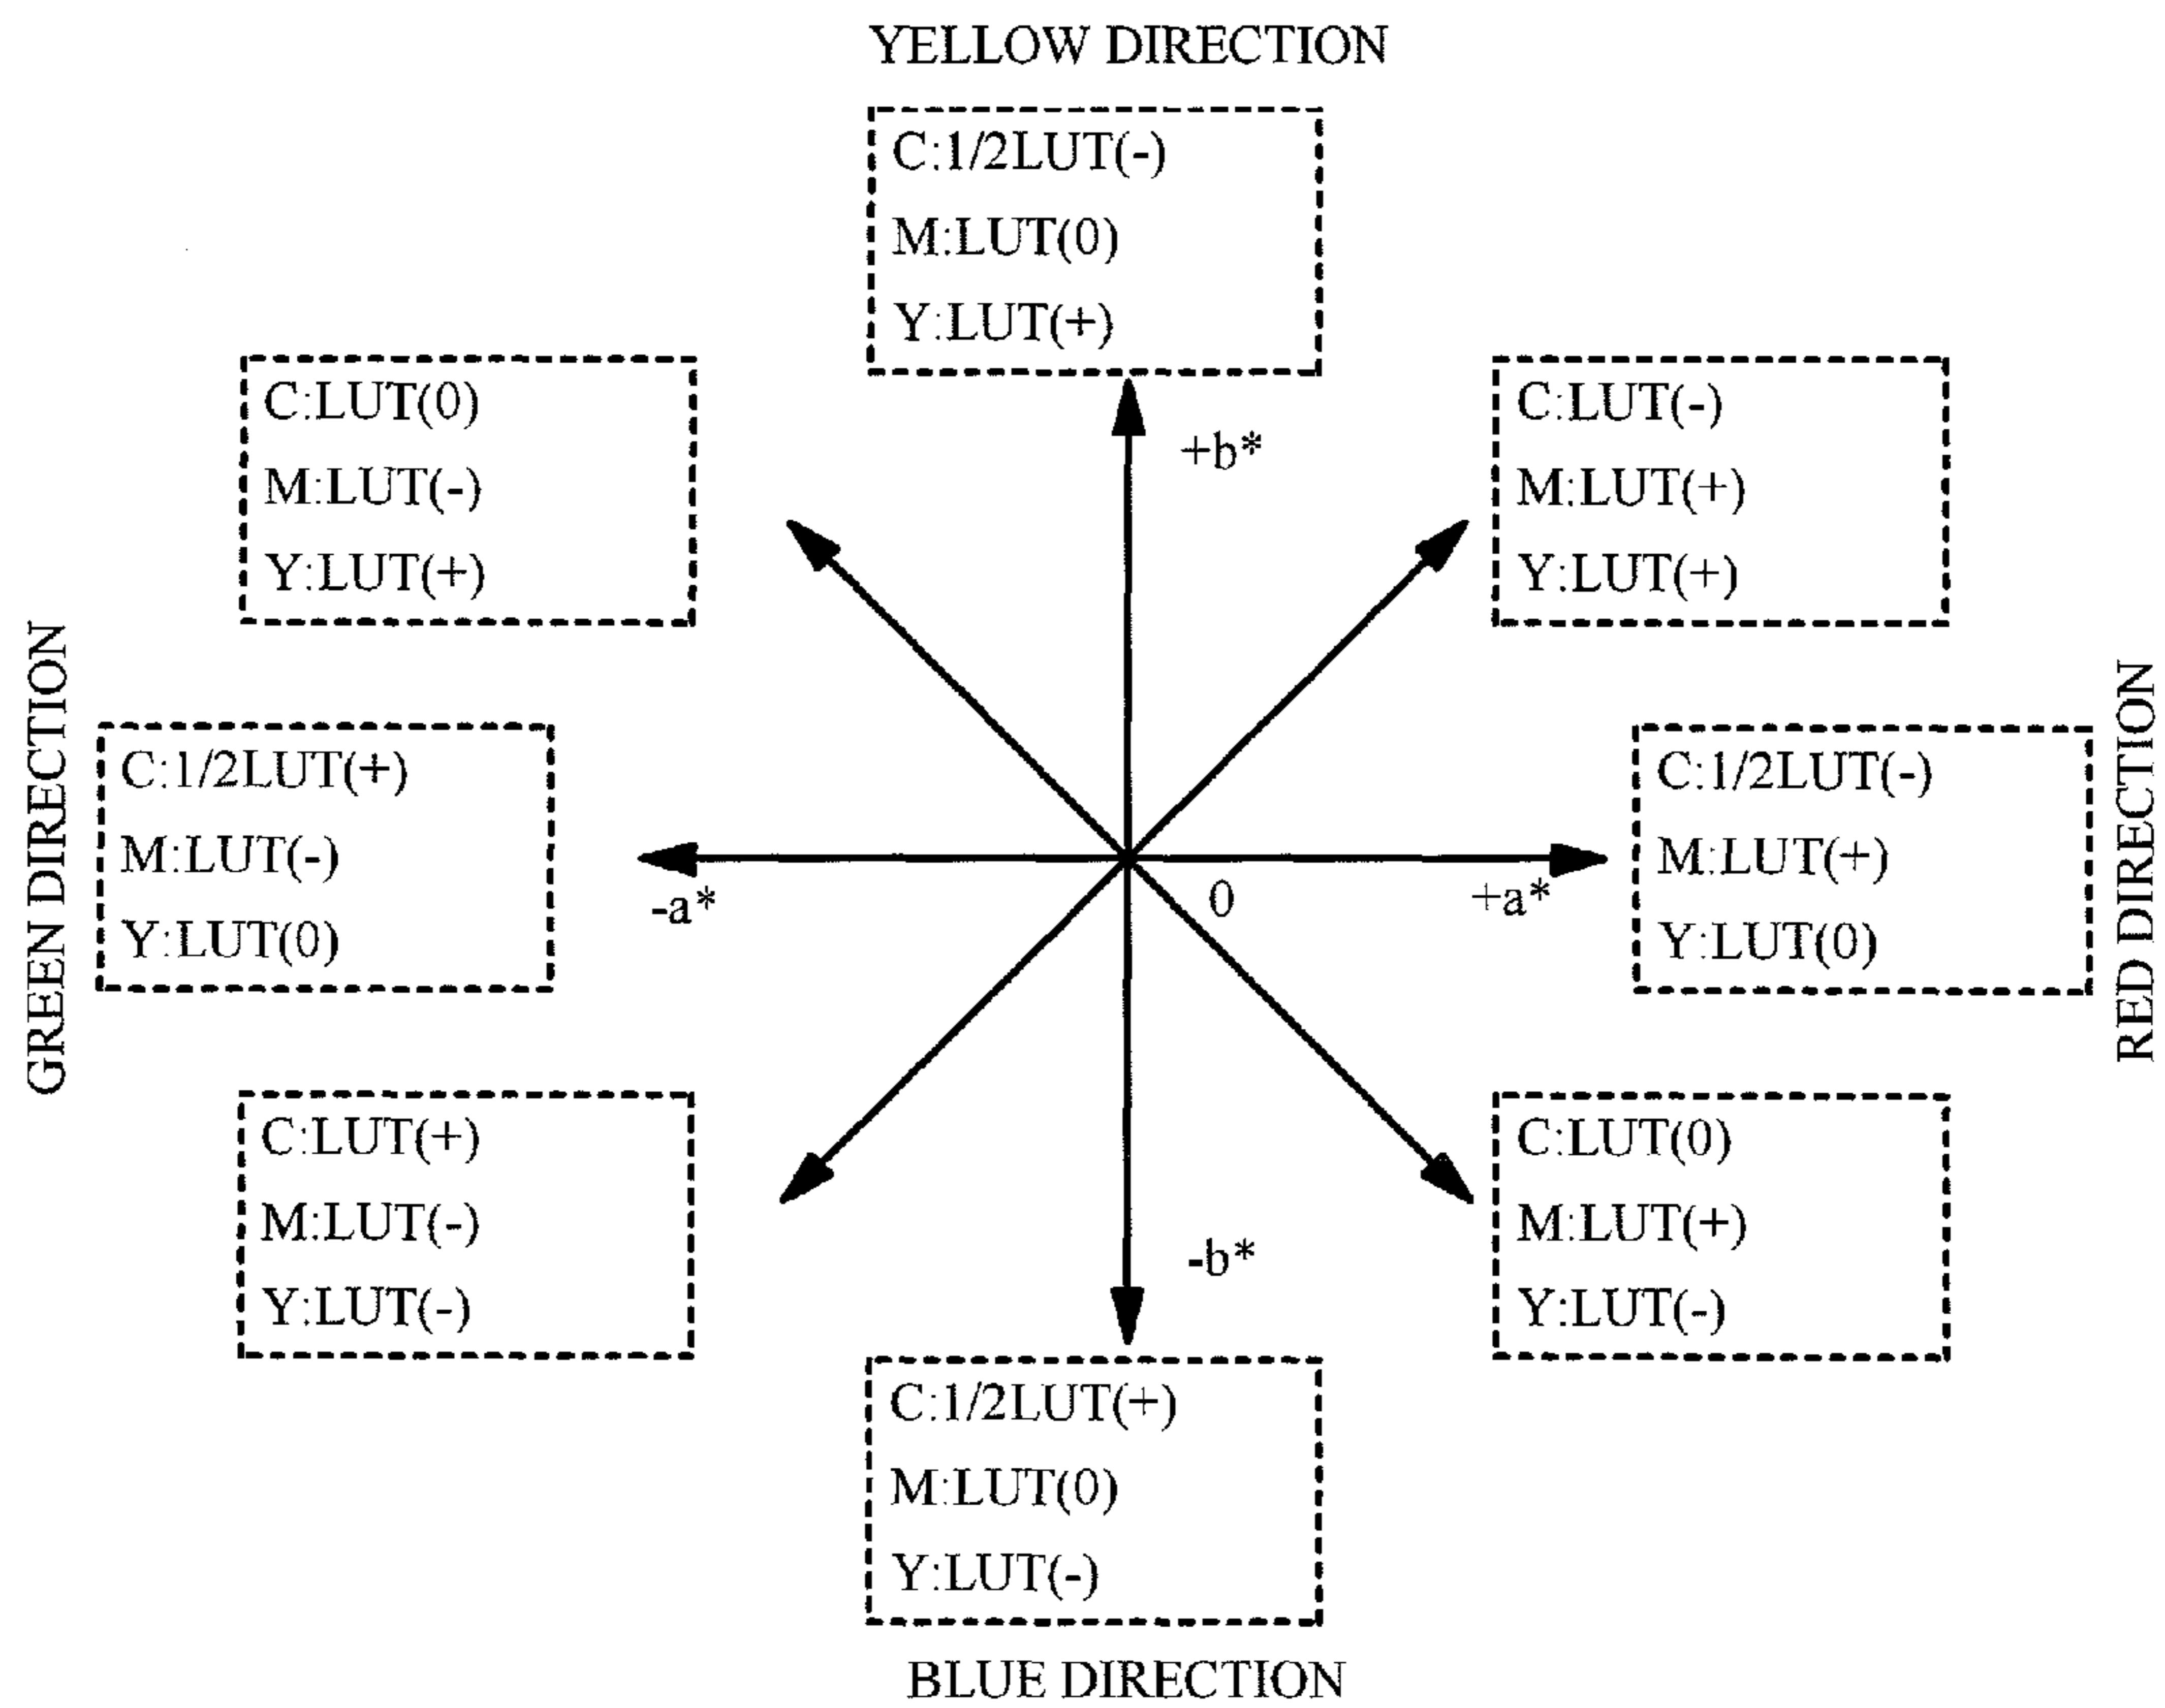 YELLOW DIRECTION
C:1/2LUT(-)
M:LUT(0)
Y:LUT(+)
C:LUT(0)
M:LUT(-)
Y:LUT(+)
+b*
C:LUT(-)
M:LUT(+)
Y:LUT(+)
GREEN DIRECTION
C:1/2LUT(+)
M:LUT(-)
Y:LUT(0)
-a*
0
+a*
C:1/2LUT(-)
M:LUT(+)
Y:LUT(0)
RED DIRECTION
C:LUT(+)
M:LUT(-)
Y:LUT(-)
-b*
C:LUT(0)
M:LUT(+)
Y:LUT(-)
C:1/2LUT(+)
M:LUT(0)
Y:LUT(-)
BLUE DIRECTION